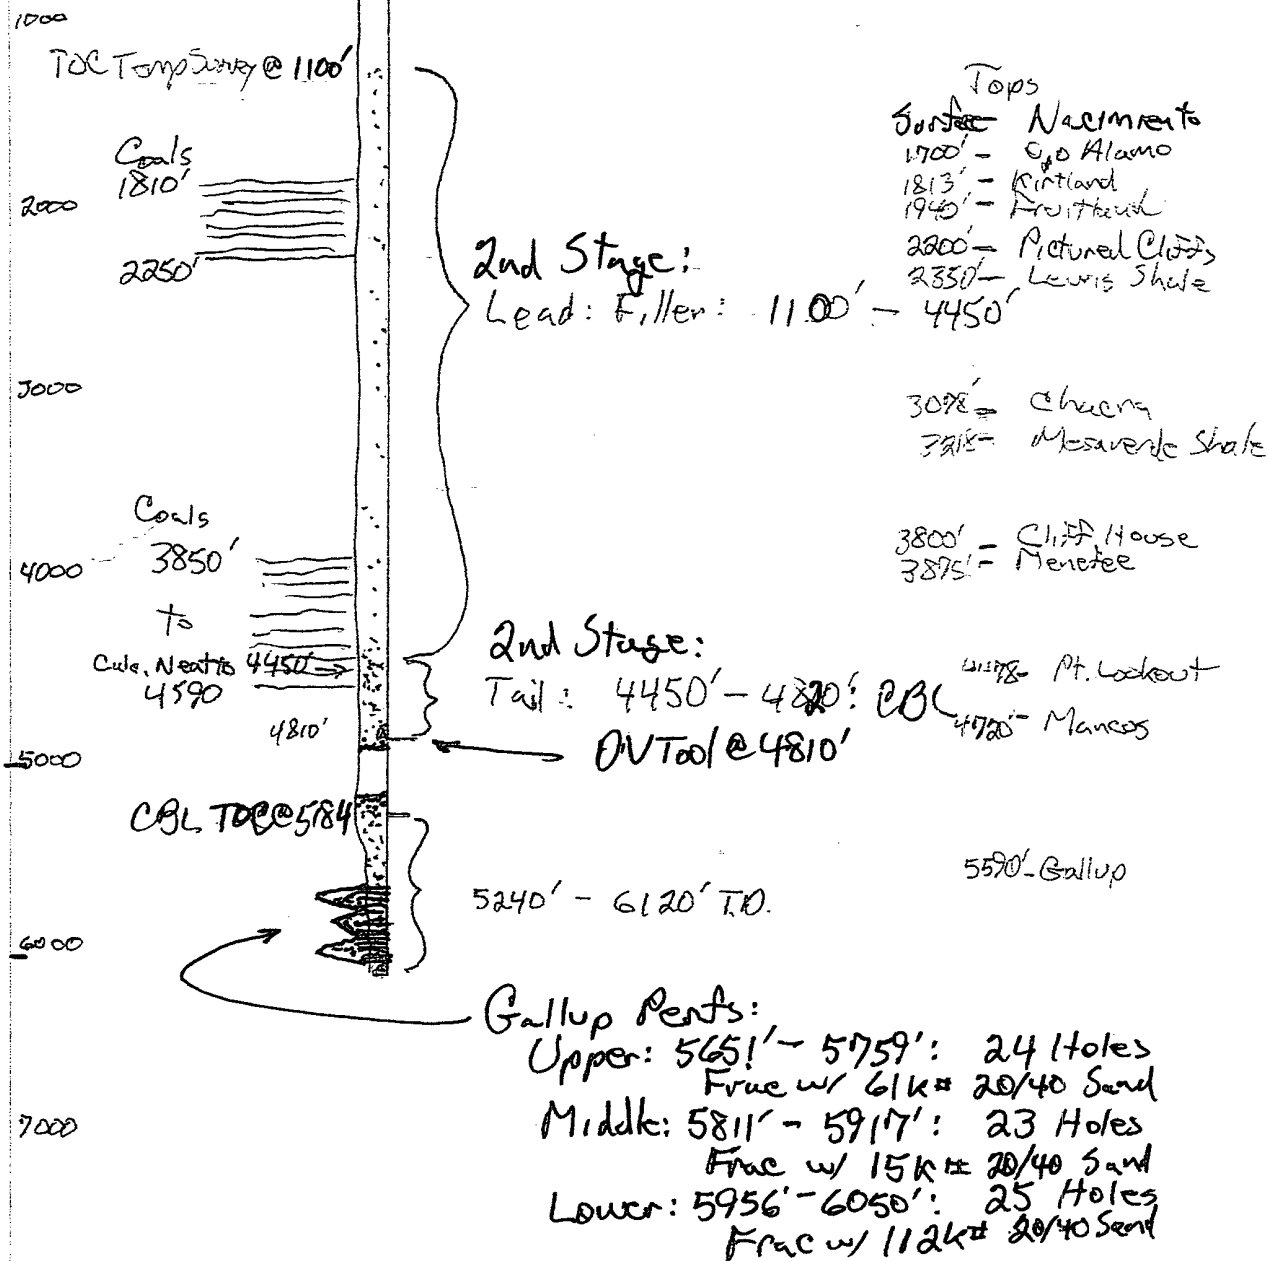 1000
TOC Temp Survey @ 1100'
Tops
Surface Nacimiento
1700' - Ojo Alamo
1813' - Kirtland
1940' - Fruitland
2200' - Pictured Cliffs
2350' - Lewis Shale
Coals
1810'
2000
2250'
2nd Stage:
Lead: Filler: 1100' - 4450'
3000
3078' - Chacra
3218' - Mesaverde Shale
Coals
3850'
4000
3800' - Cliff House
3875' - Menefee
to
Calc. Neat to 4450'
4590
2nd Stage:
Tail: 4450' - 4820': CBL
Pt. Lookout
4720' - Mancos
4810'
DV Tool @ 4810'
5000
CBL TOC @ 5184
5590' - Gallup
5240' - 6120' T.D.
6000
Gallup Perfs:
Upper: 5651' - 5759': 24 Holes
Frac w/ 61k# 20/40 Sand
Middle: 5811' - 5917': 23 Holes
Frac w/ 15k# 20/40 Sand
7000
Lower: 5956' - 6050': 25 Holes
Frac w/ 112k# 20/40 Sand